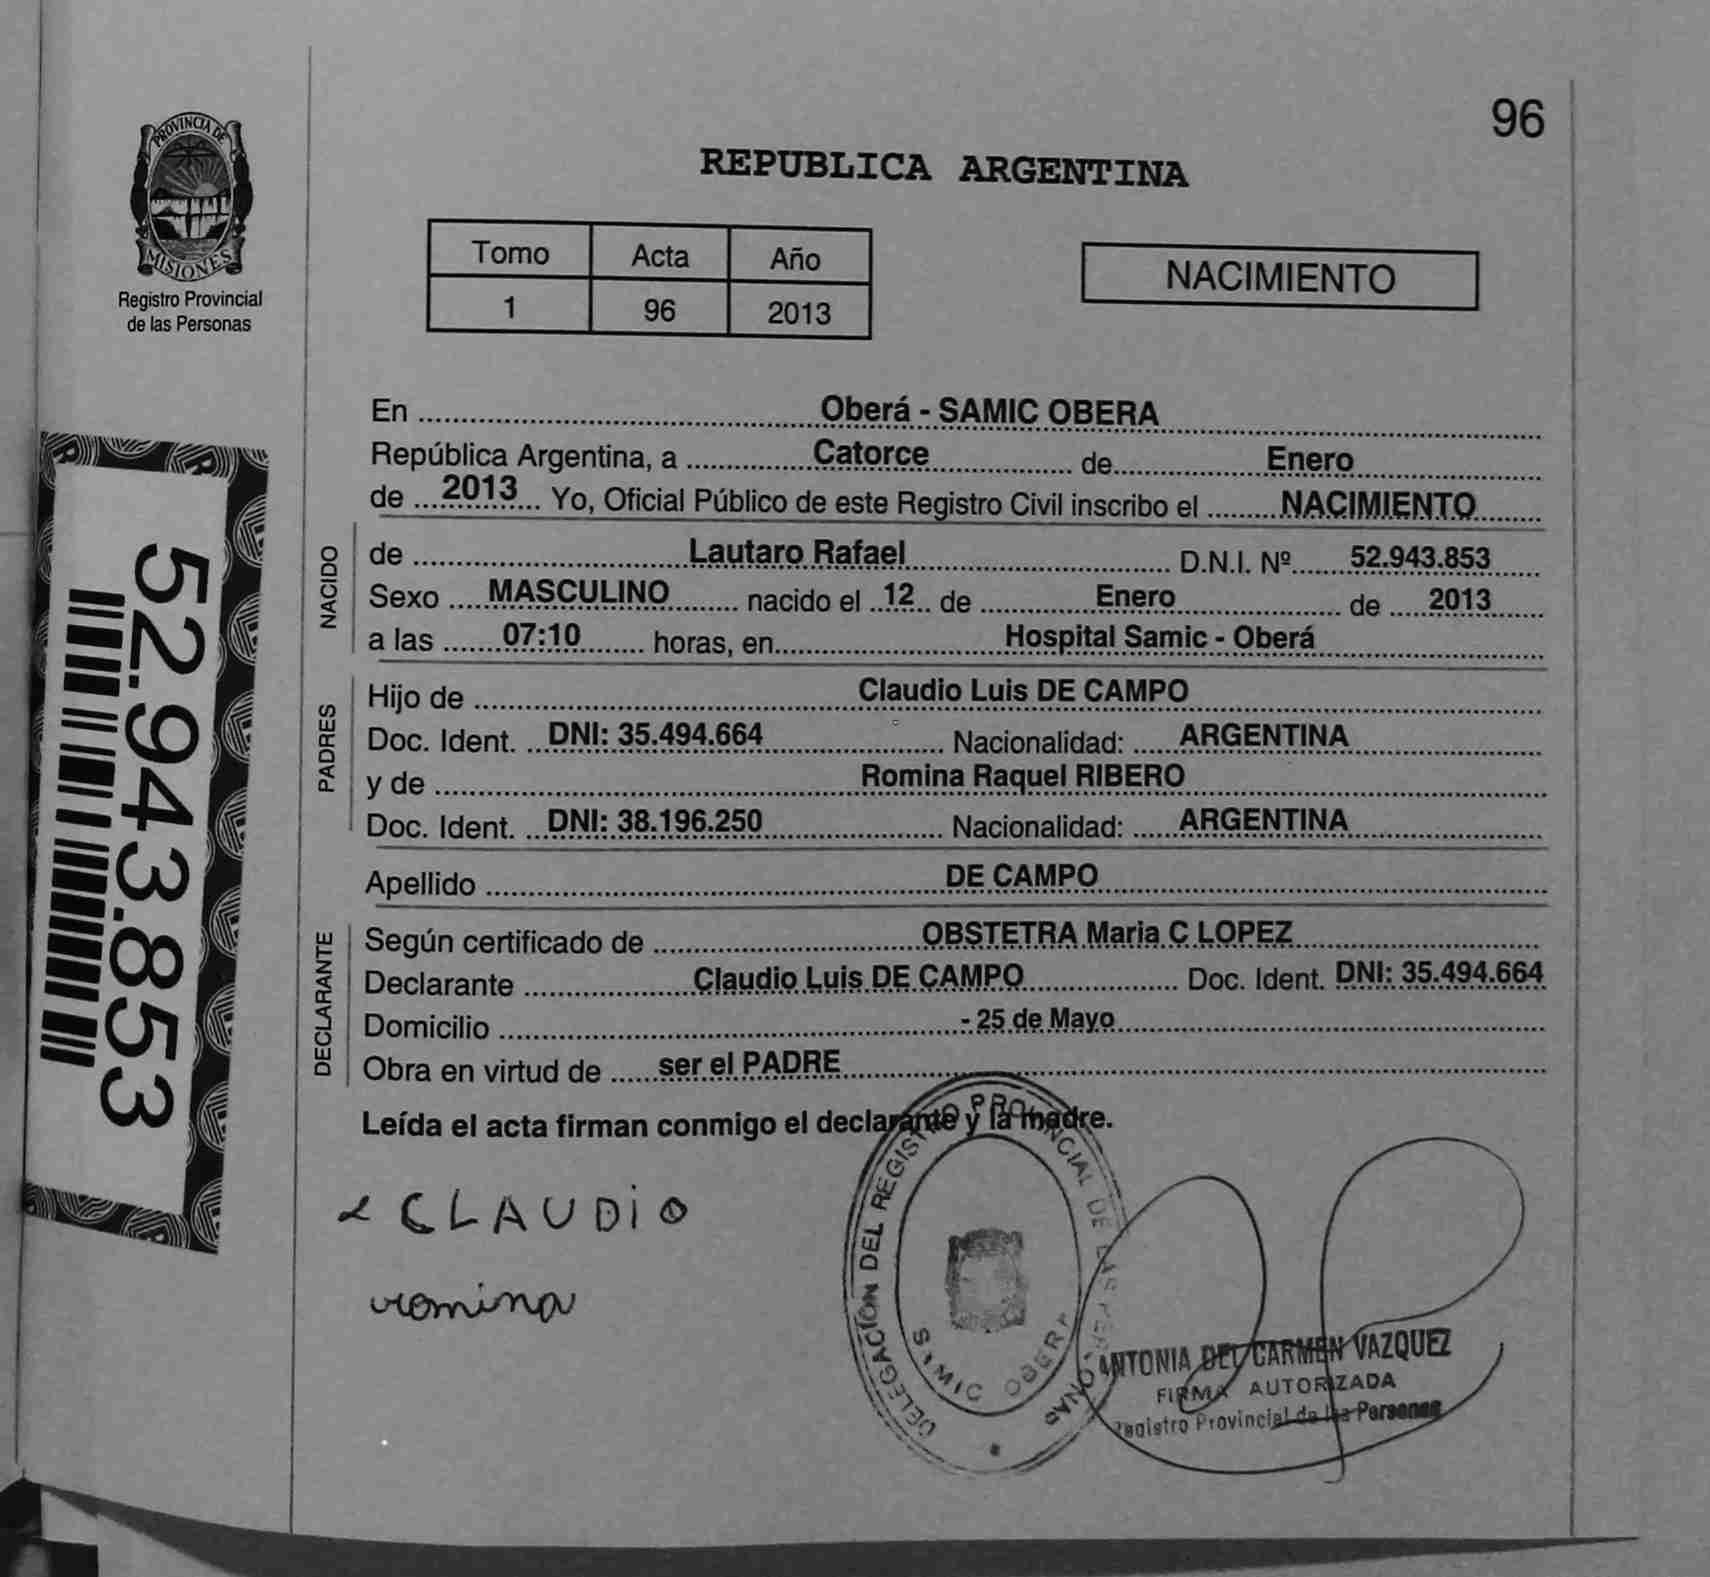 96
PROVINCIA DE
MISIONES
Registro Provincial
de las Personas
REPUBLICA ARGENTINA
Tomo Acta Año
1 96 2013
NACIMIENTO
En Oberá - SAMIC OBERA
República Argentina, a Catorce de Enero
de 2013 Yo, Oficial Público de este Registro Civil inscribo el NACIMIENTO
NACIDO
de Lautaro Rafael D.N.I. Nº 52.943.853
Sexo MASCULINO nacido el 12 de Enero de 2013
a las 07:10 horas, en Hospital Samic - Oberá
PADRES
Hijo de Claudio Luis DE CAMPO
Doc. Ident. DNI: 35.494.664 Nacionalidad: ARGENTINA
y de Romina Raquel RIBERO
Doc. Ident. DNI: 38.196.250 Nacionalidad: ARGENTINA
Apellido DE CAMPO
DECLARANTE
Según certificado de OBSTETRA Maria C LOPEZ
Declarante Claudio Luis DE CAMPO Doc. Ident. DNI: 35.494.664
Domicilio - 25 de Mayo
Obra en virtud de ser el PADRE
Leída el acta firman conmigo el declarante y la madre.
52.943.853
CLAUDiO
romina
DELEGACIÓN DEL REGISTRO PROVINCIAL DE LAS PERSONAS
SAMIC OBERA
ANTONIA DEL CARMEN VAZQUEZ
FIRMA AUTORIZADA
Registro Provincial de las Personas